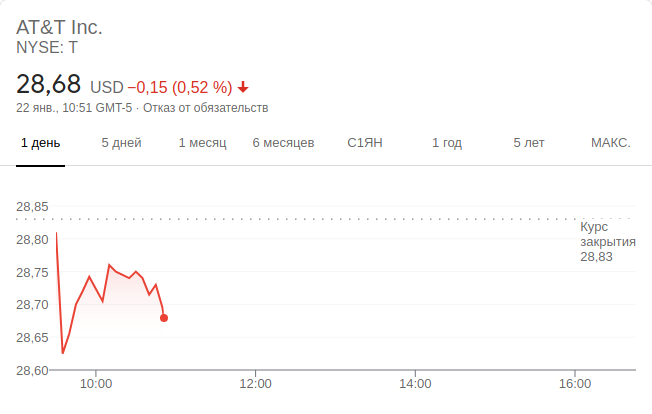 AT&T Inc.
NYSE: T
28,68 USD −0,15 (0,52 %)
22 янв., 10:51 GMT-5 · Отказ от обязательств
1 день 5 дней 1 месяц 6 месяцев С1ЯН 1 год 5 лет МАКС.
28,85
Курс
28,80
закрытия
28,83
28,75
28,70
28,65
28,60
10:00 12:00 14:00 16:00